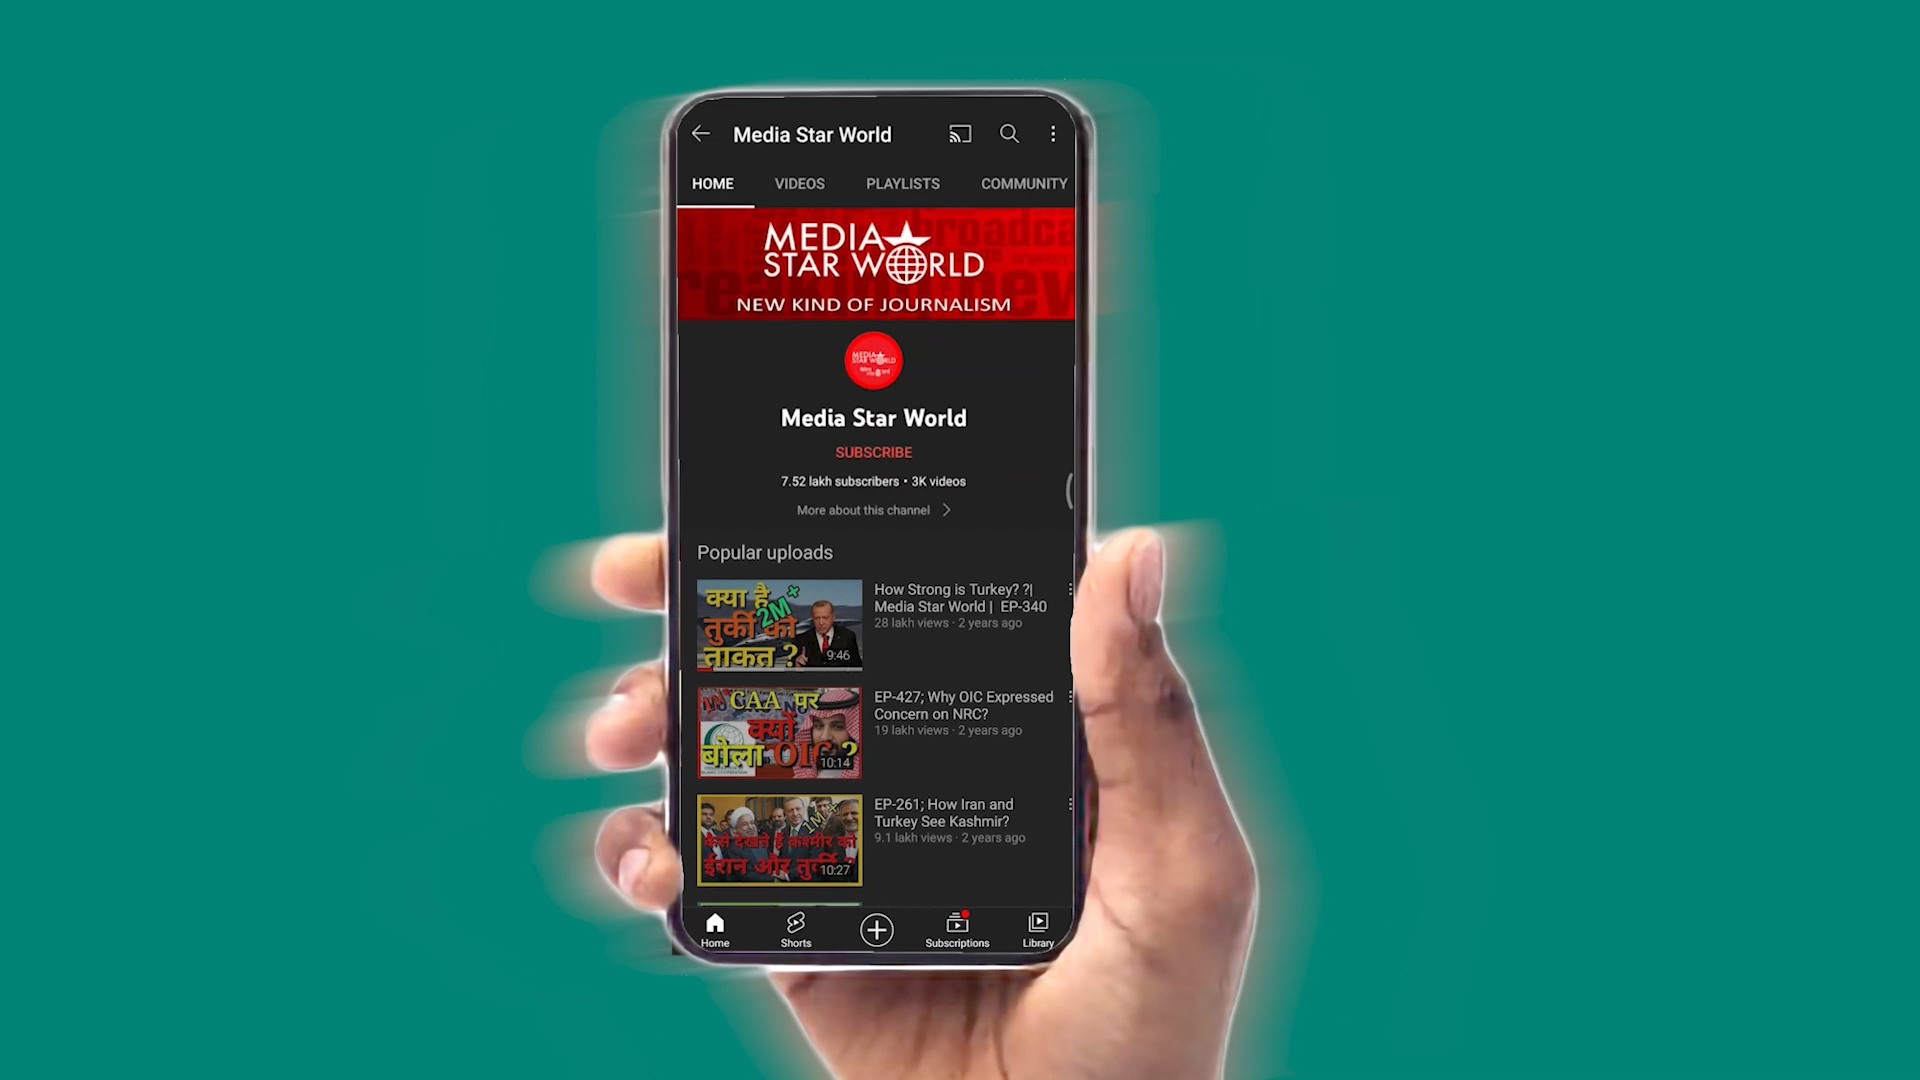 Media Star World
HOME VIDEOS PLAYLISTS COMMUNITY
MEDIA
STAR WORLD
NEW KIND OF JOURNALISM
MEDIA
STAR WORLD
Media Star World
SUBSCRIBE
7.52 lakh subscribers • 3K videos
More about this channel
Popular uploads
क्या है
2M+
तुर्की की
ताकत ?
9:46
How Strong is Turkey? ?|
Media Star World | EP-340
28 lakh views · 2 years ago
CAA पर
क्यों
बोला OIC ?
10:14
EP-427; Why OIC Expressed
Concern on NRC?
19 lakh views · 2 years ago
1M+
कैसे देखते हैं कश्मीर को
ईरान और
10:27
EP-261; How Iran and
Turkey See Kashmir?
9.1 lakh views · 2 years ago
Home Shorts Subscriptions Library